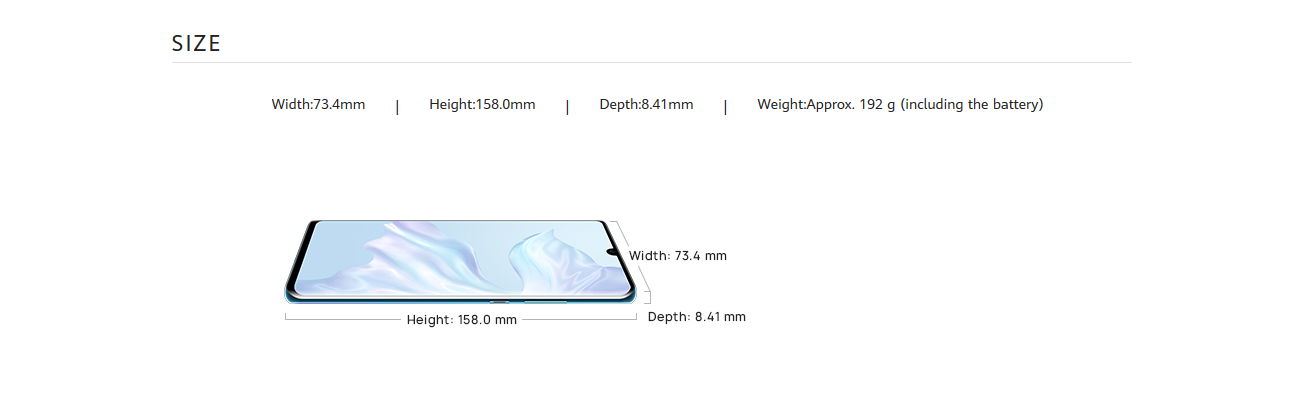 SIZE
Width:73.4mm | Height:158.0mm | Depth:8.41mm | Weight:Approx. 192 g (including the battery)
Width: 73.4 mm
Depth: 8.41 mm
Height: 158.0 mm